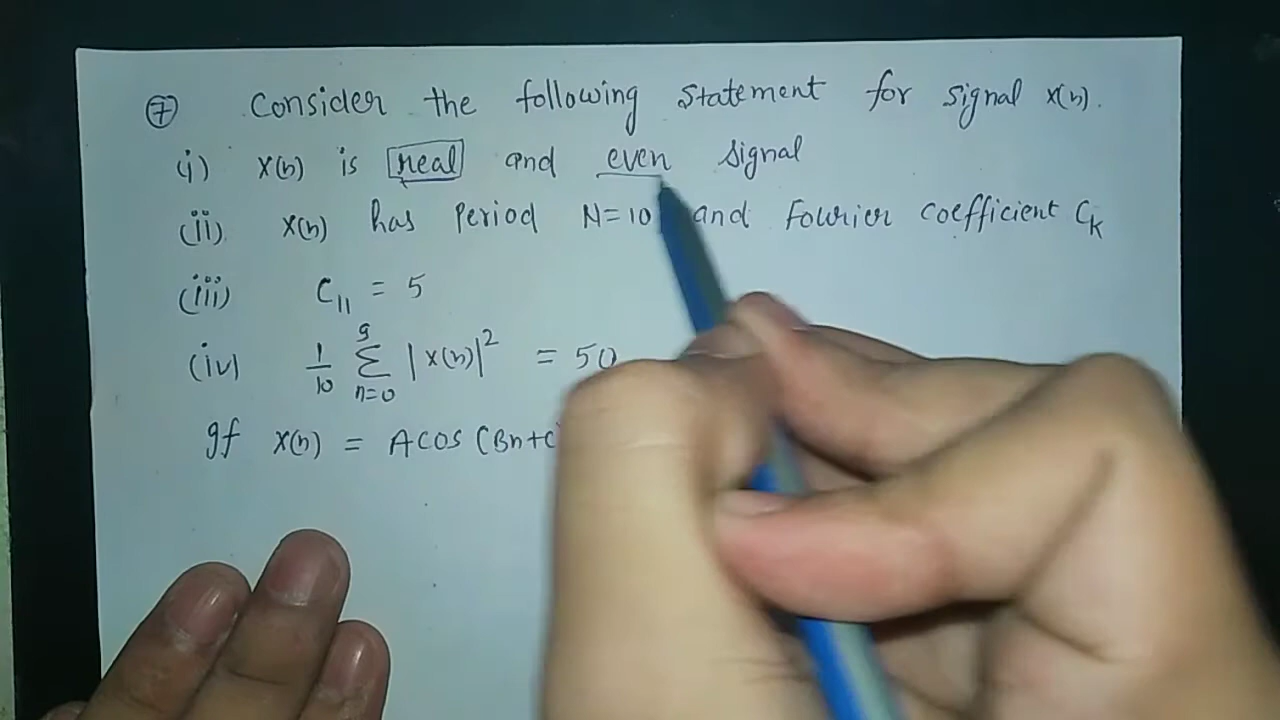 ⑦ Consider the following statement for signal x(n).
(i) x(n) is real and even signal
(ii) x(n) has period N=10 and Fourier coefficient Cₖ
(iii) C₁₁ = 5
(iv) 1/10 9 Σ n=0 |x(n)|² = 50
If x(n) = A cos (Bn+C